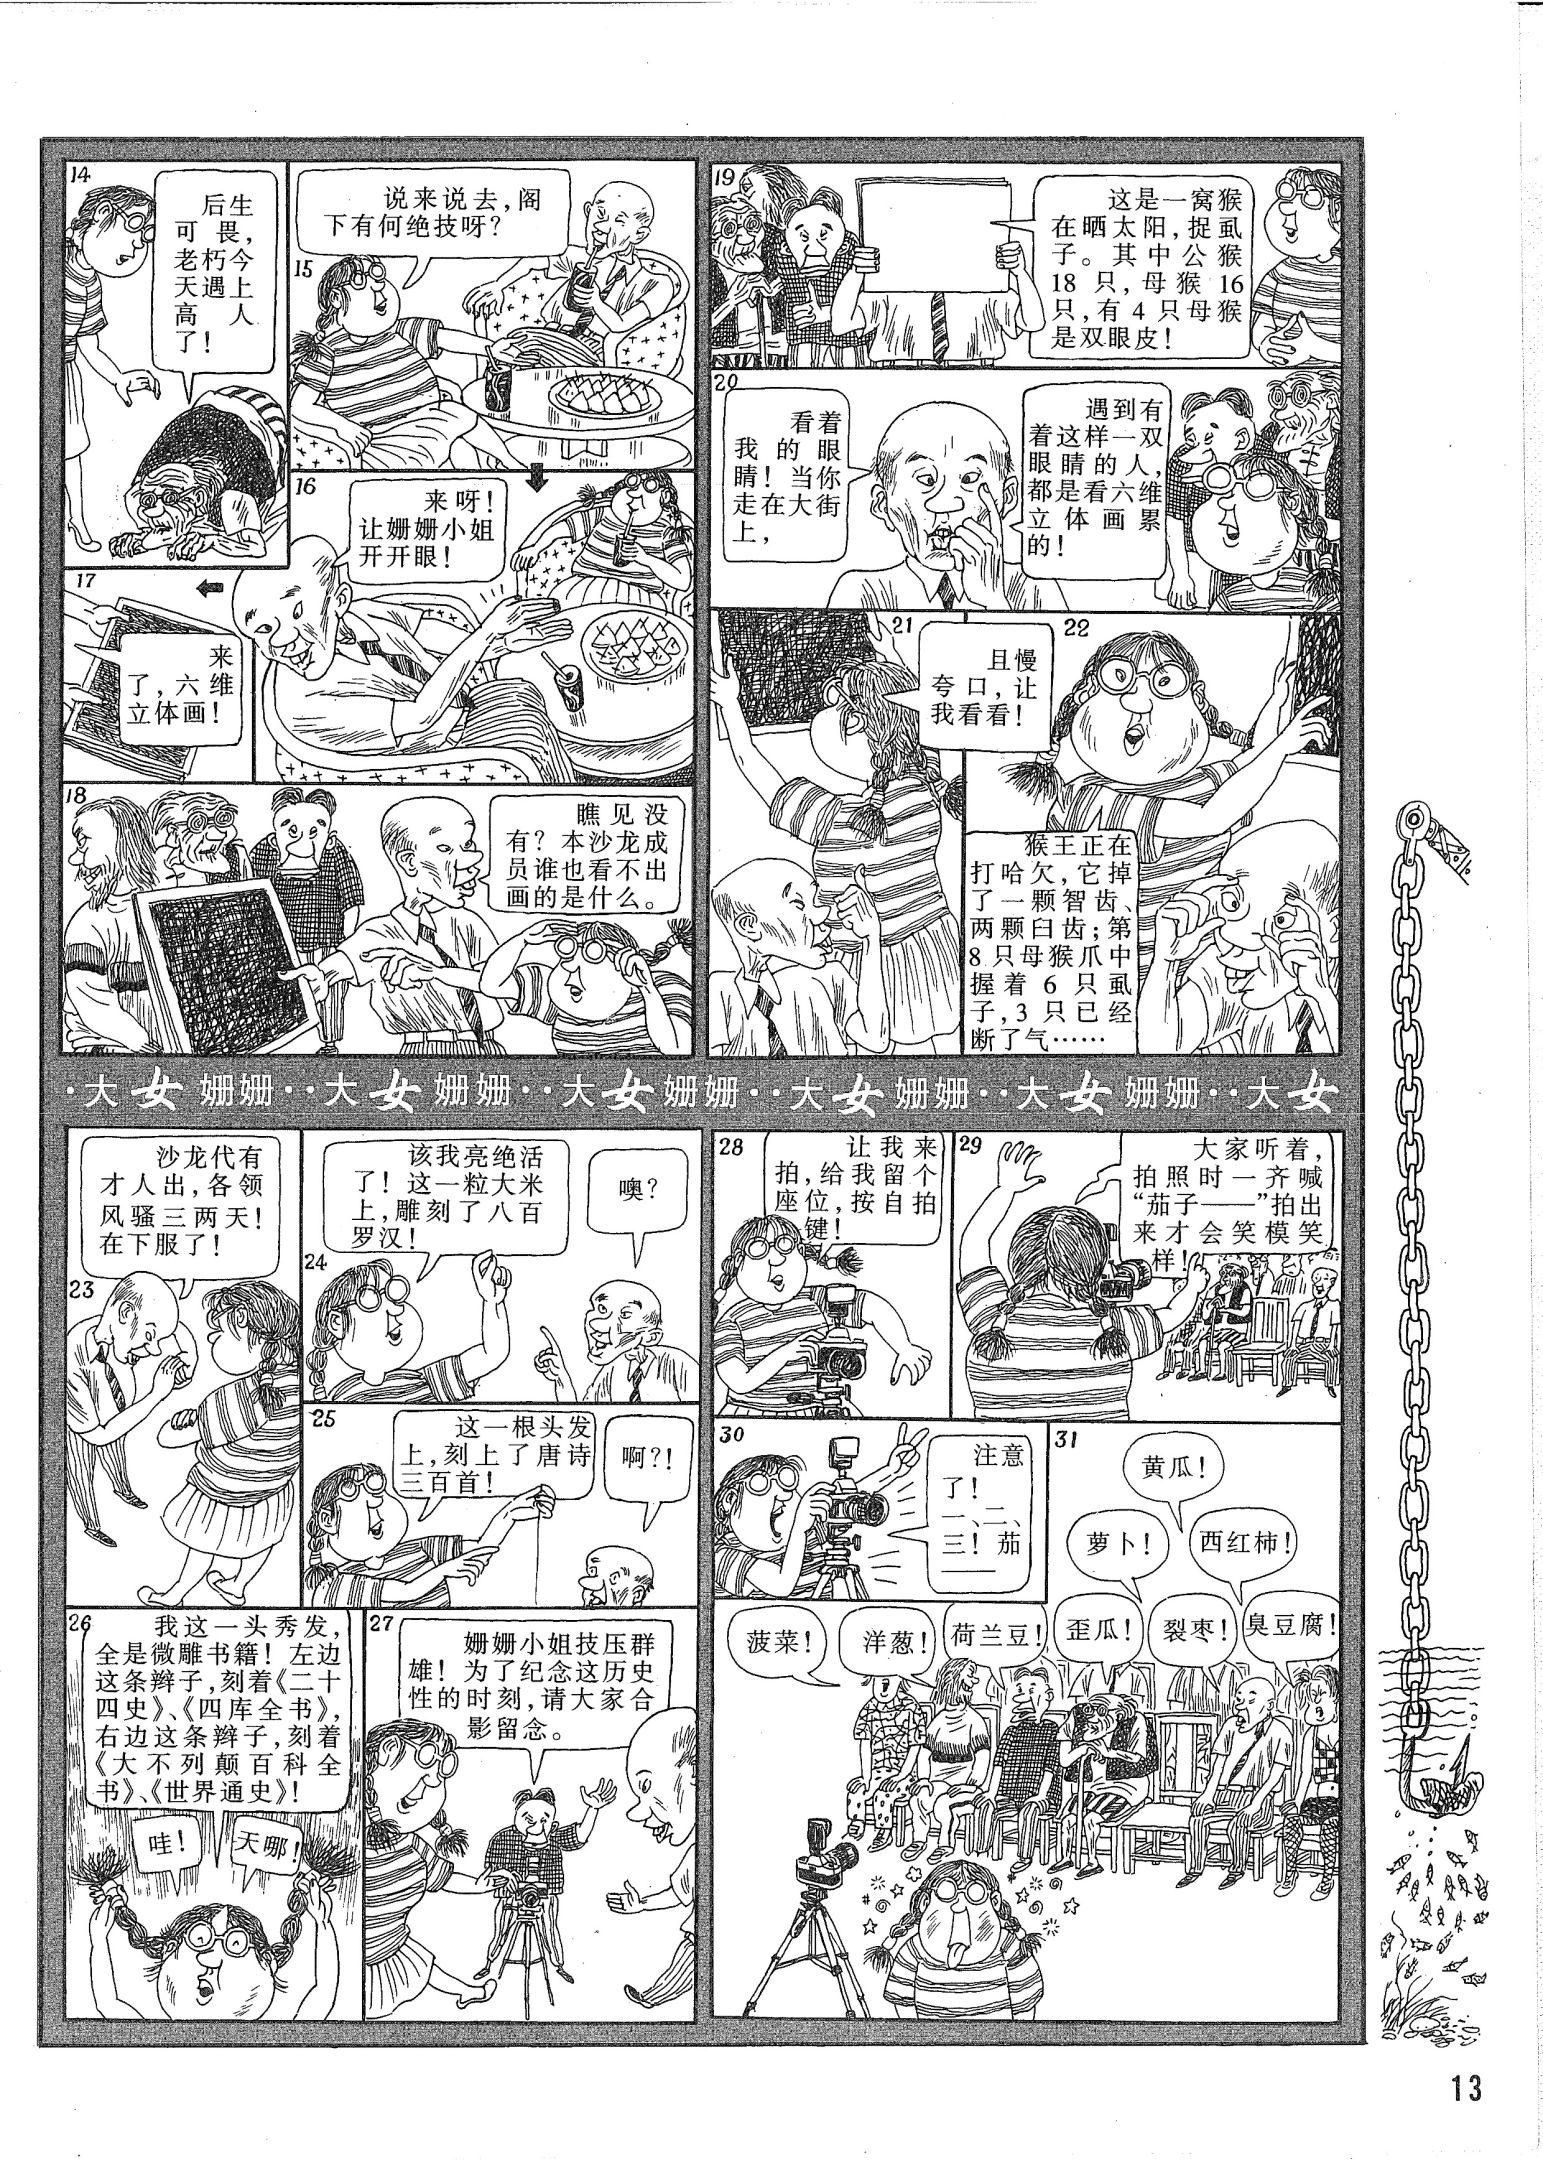 14
后生
可畏，
老朽今
天遇上
高人
了！
15
说来说去，阁
下有何绝技呀？
16
来呀！
让姗姗小姐
开开眼！
17
来
了，六维
立体画！
18
瞧见没
有？本沙龙成
员谁也看不出
画的是什么。
19
这是一窝猴
在晒太阳，捉虱
子。其中公猴
18只，母猴16
只，有4只母猴
是双眼皮！
20
看着
我的眼
睛！当你
走在大街
上，
遇到有
着这样一双
眼睛的人，
都是看六维
立体画累
的！
21
且慢
夸口，让
我看看！
22
猴王正在
打哈欠，它掉
了一颗智齿、
两颗臼齿；第
8只母猴爪中
握着6只虱
子，3只已经
断了气……
·大女姗姗··大女姗姗··大女姗姗··大女姗姗··大女姗姗··大女
23
沙龙代有
才人出，各领
风骚三两天！
在下服了！
24
该我亮绝活
了！这一粒大米
上，雕刻了八百
罗汉！
噢？
25
这一根头发
上，刻上了唐诗
三百首！
啊？！
26
我这一头秀发，
全是微雕书籍！左边
这条辫子，刻着《二十
四史》、《四库全书》，
右边这条辫子，刻着
《大不列颠百科全
书》、《世界通史》！
哇！
天哪！
27
姗姗小姐技压群
雄！为了纪念这历史
性的时刻，请大家合
影留念。
28
让我来
拍，给我留个
座位，按自拍
键！
29
大家听着，
拍照时一齐喊
“茄子——”拍出
来才会笑模笑
样！
30
注意
了！
一、二、
三！茄
——
31
黄瓜！
萝卜！
西红柿！
菠菜！
洋葱！
荷兰豆！
歪瓜！
裂枣！
臭豆腐！
13